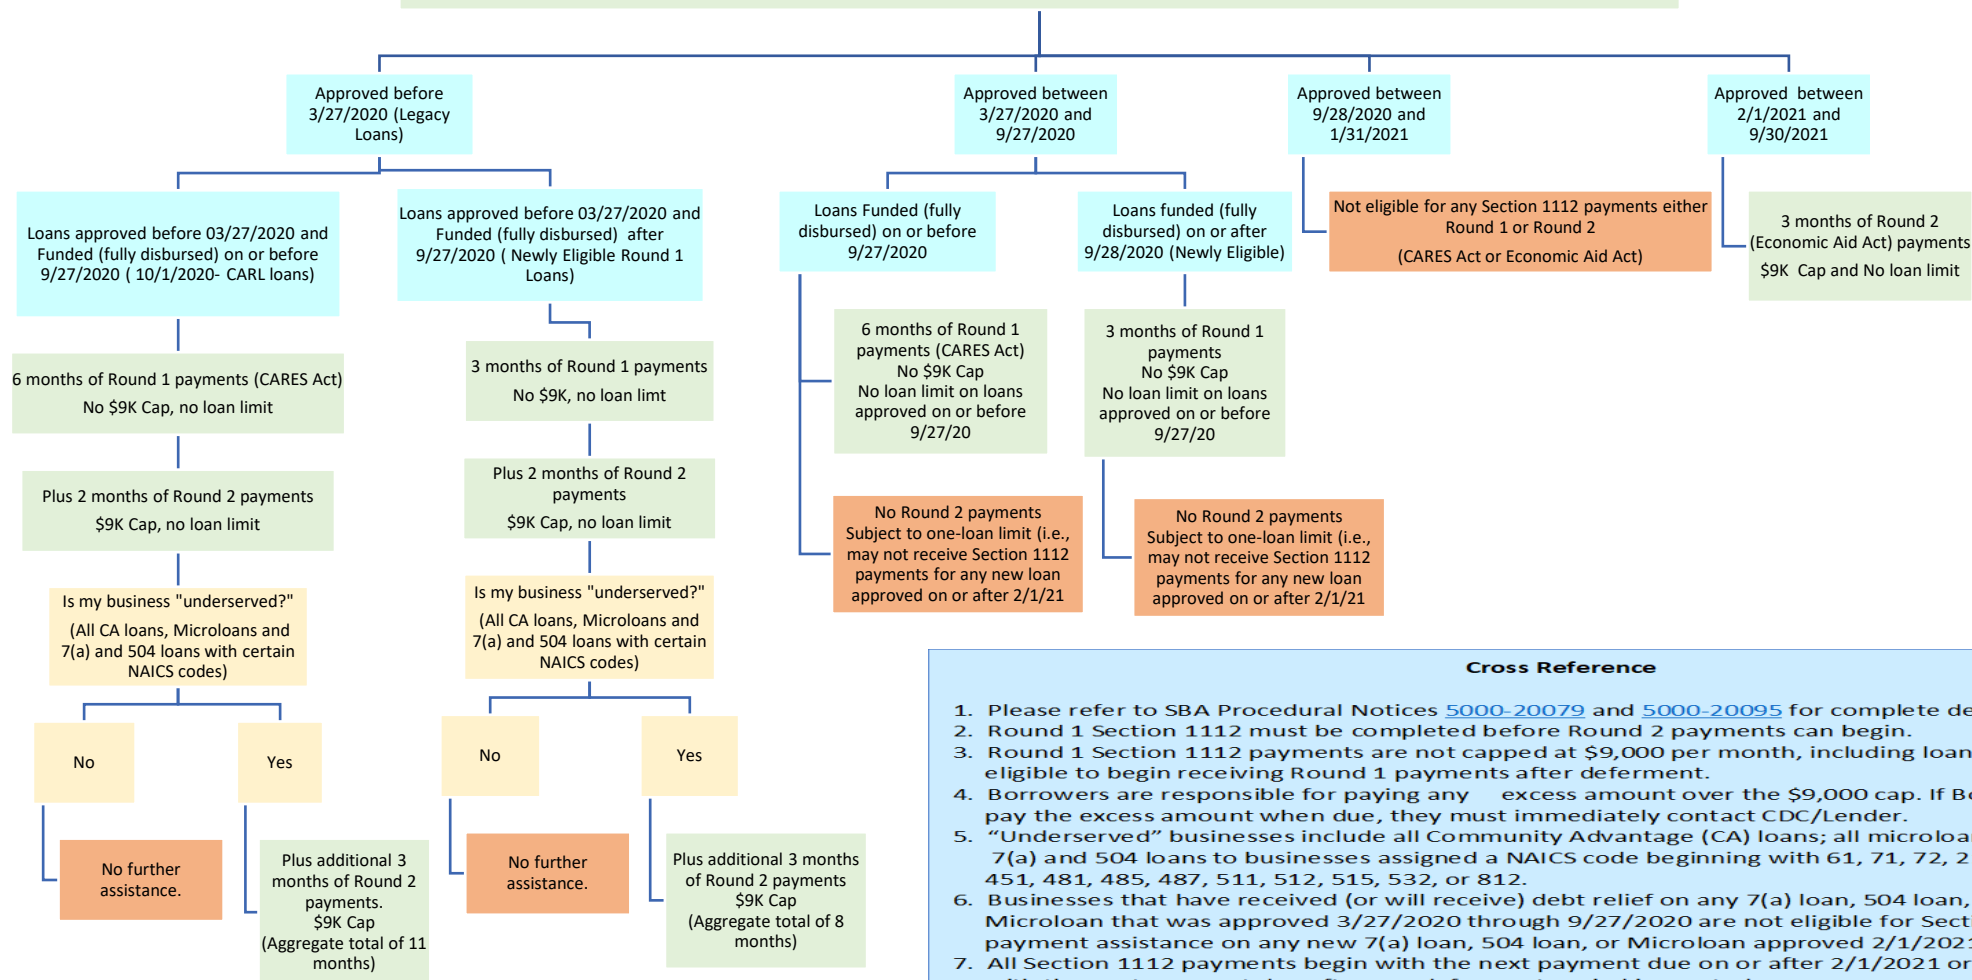 Approved before
3/27/2020 (Legacy
Loans)
Approved between
3/27/2020 and
9/27/2020
Approved between
9/28/2020 and
1/31/2021
Approved between
2/1/2021 and
9/30/2021
Loans approved before 03/27/2020 and
Funded (fully disbursed) on or before
9/27/2020 ( 10/1/2020- CARL loans)
Loans approved before 03/27/2020 and
Funded (fully disbursed) after
9/27/2020 ( Newly Eligible Round 1
Loans)
Loans Funded (fully
disbursed) on or before
9/27/2020
Loans funded (fully
disbursed) on or after
9/28/2020 (Newly Eligible)
Not eligible for any Section 1112 payments either
Round 1 or Round 2
(CARES Act or Economic Aid Act)
3 months of Round 2
(Economic Aid Act) payments
$9K Cap and No loan limit
6 months of Round 1 payments (CARES Act)
No $9K Cap, no loan limit
3 months of Round 1 payments
No $9K, no loan limt
6 months of Round 1
payments (CARES Act)
No $9K Cap
No loan limit on loans
approved on or before
9/27/20
3 months of Round 1
payments
No $9K Cap
No loan limit on loans
approved on or before
9/27/20
Plus 2 months of Round 2 payments
$9K Cap, no loan limit
Plus 2 months of Round 2
payments
$9K Cap, no loan limit
No Round 2 payments
Subject to one-loan limit (i.e.,
may not receive Section 1112
payments for any new loan
approved on or after 2/1/21
No Round 2 payments
Subject to one-loan limit (i.e.,
may not receive Section 1112
payments for any new loan
approved on or after 2/1/21
Is my business "underserved?"
(All CA loans, Microloans and
7(a) and 504 loans with certain
NAICS codes)
Is my business "underserved?"
(All CA loans, Microloans and
7(a) and 504 loans with certain
NAICS codes)
No
Yes
No
Yes
No further
assistance.
Plus additional 3
months of Round 2
payments.
$9K Cap
(Aggregate total of 11
months)
No further
assistance.
Plus additional 3 months
of Round 2 payments
$9K Cap
(Aggregate total of 8
months)
Cross Reference
1. Please refer to SBA Procedural Notices 5000-20079 and 5000-20095 for complete
2. Round 1 Section 1112 must be completed before Round 2 payments can begin.
3. Round 1 Section 1112 payments are not capped at $9,000 per month, including
eligible to begin receiving Round 1 payments after deferment.
4. Borrowers are responsible for paying any excess amount over the $9,000 cap. If
pay the excess amount when due, they must immediately contact CDC/Lender.
5. “Underserved” businesses include all Community Advantage (CA) loans; all
7(a) and 504 loans to businesses assigned a NAICS code beginning with 61, 71, 72,
451, 481, 485, 487, 511, 512, 515, 532, or 812.
6. Businesses that have received (or will receive) debt relief on any 7(a) loan, 504 loan,
Microloan that was approved 3/27/2020 through 9/27/2020 are not eligible for
payment assistance on any new 7(a) loan, 504 loan, or Microloan approved
7. All Section 1112 payments begin with the next payment due on or after 2/1/2021 or